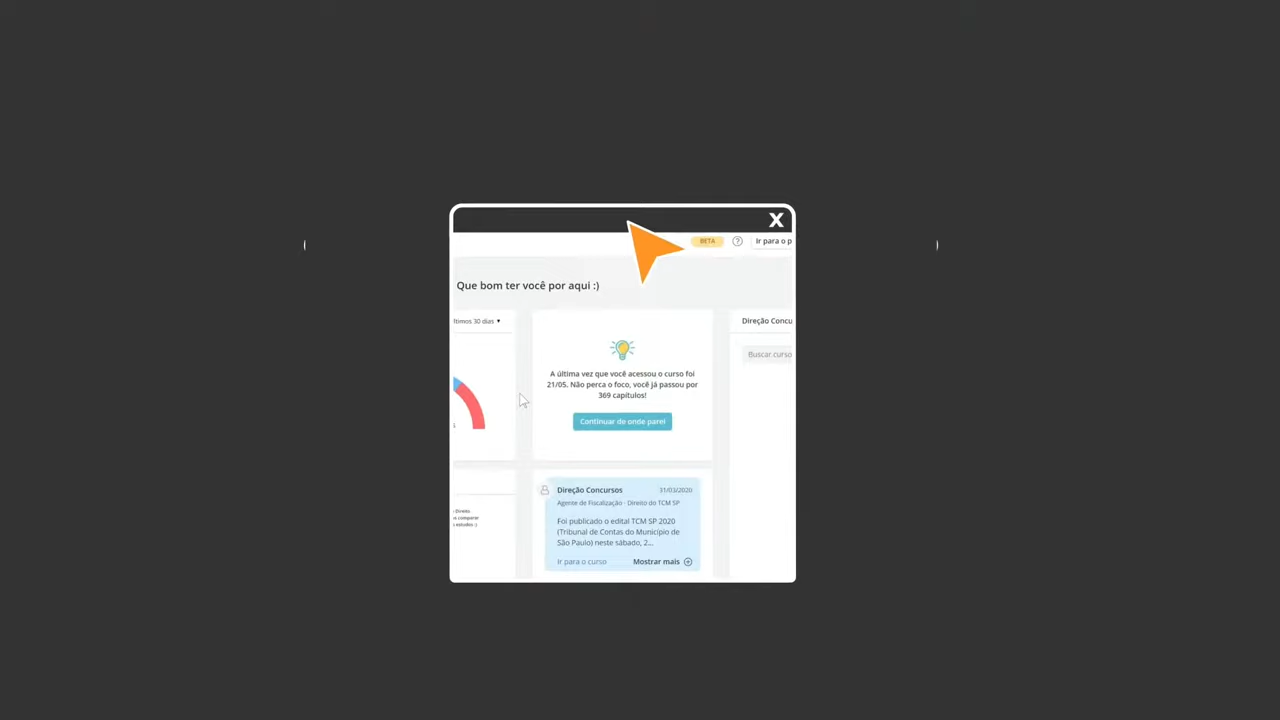 X
BETA
?
Ir para o p
Que bom ter você por aqui :)
ltimos 30 dias
Direção Concu
Buscar curso
A última vez que você acessou o curso foi
21/05. Não perca o foco, você já passou por
369 capítulos!
Continuar de onde parei
Direção Concursos
31/03/2020
Agente de Fiscalização - Direito do TCM SP
Foi publicado o edital TCM SP 2020
(Tribunal de Contas do Município de
São Paulo) neste sábado, 2...
Ir para o curso
Mostrar mais
Direito
comparar
estudos :)